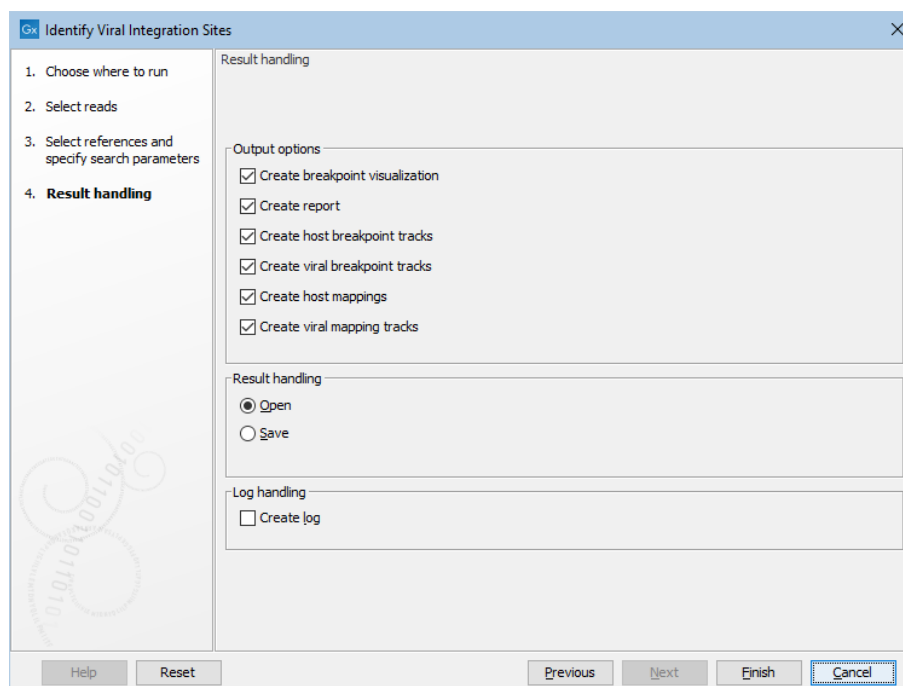 Gx Identify Viral Integration Sites
1. Choose where to run
2. Select reads
3. Select references and
specify search parameters
4. Result handling
Result handling
Output options
Create breakpoint visualization
Create report
Create host breakpoint tracks
Create viral breakpoint tracks
Create host mappings
Create viral mapping tracks
Result handling
Open
Save
Log handling
Create log
Help Reset Previous Next Finish Cancel